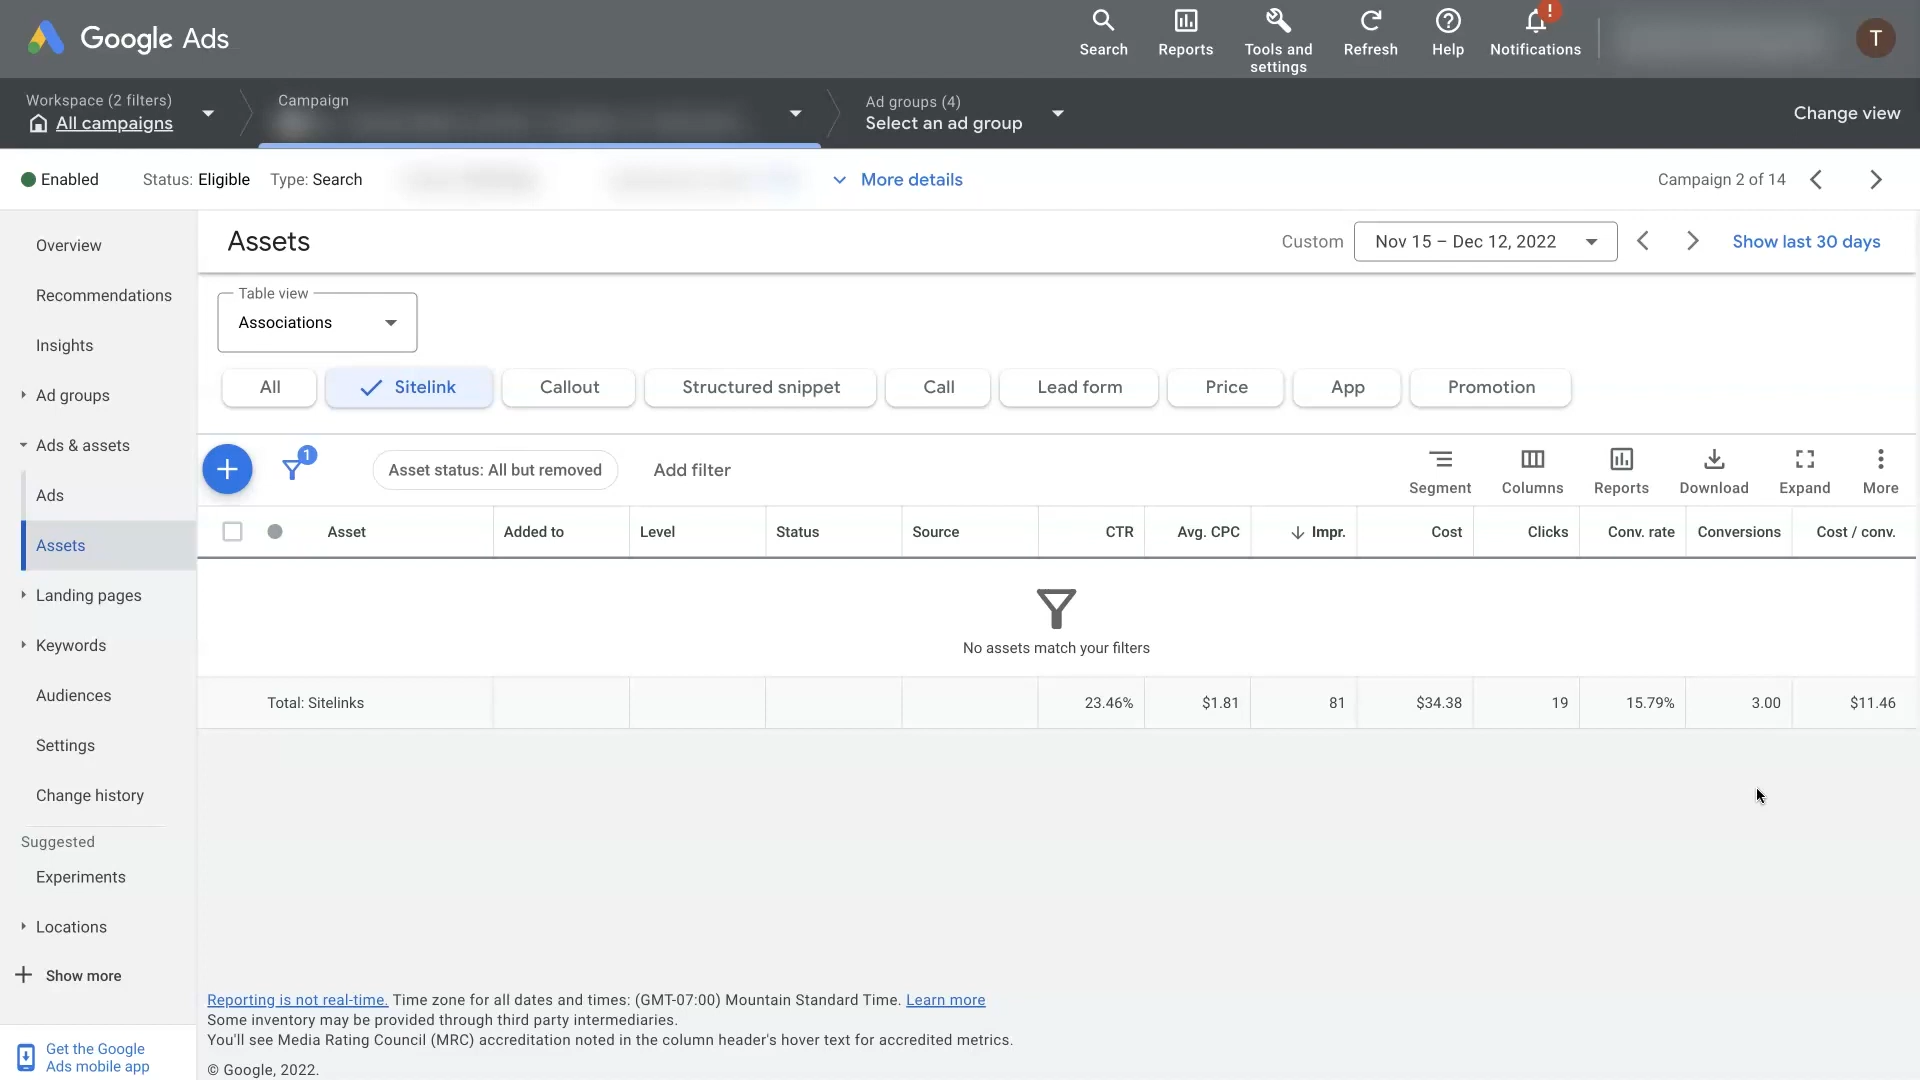 Google Ads
Search
Reports
Tools and
settings
Refresh
Help
!
Notifications
T
Workspace (2 filters)
All campaigns
Campaign
Ad groups (4)
Select an ad group
Change view
Enabled
Status: Eligible
Type: Search
More details
Campaign 2 of 14
Overview
Recommendations
Insights
Ad groups
Ads & assets
Ads
Assets
Landing pages
Keywords
Audiences
Settings
Change history
Suggested
Experiments
Locations
Show more
Get the Google
Ads mobile app
Assets
Custom
Nov 15 – Dec 12, 2022
Show last 30 days
Table view
Associations
All
Sitelink
Callout
Structured snippet
Call
Lead form
Price
App
Promotion
1
Asset status: All but removed
Add filter
Segment
Columns
Reports
Download
Expand
More
Asset
Added to
Level
Status
Source
CTR
Avg. CPC
Impr.
Cost
Clicks
Conv. rate
Conversions
Cost / conv.
No assets match your filters
Total: Sitelinks
23.46%
$1.81
81
$34.38
19
15.79%
3.00
$11.46
Reporting is not real-time. Time zone for all dates and times: (GMT-07:00) Mountain Standard Time. Learn more
Some inventory may be provided through third party intermediaries.
You'll see Media Rating Council (MRC) accreditation noted in the column header's hover text for accredited metrics.
© Google, 2022.